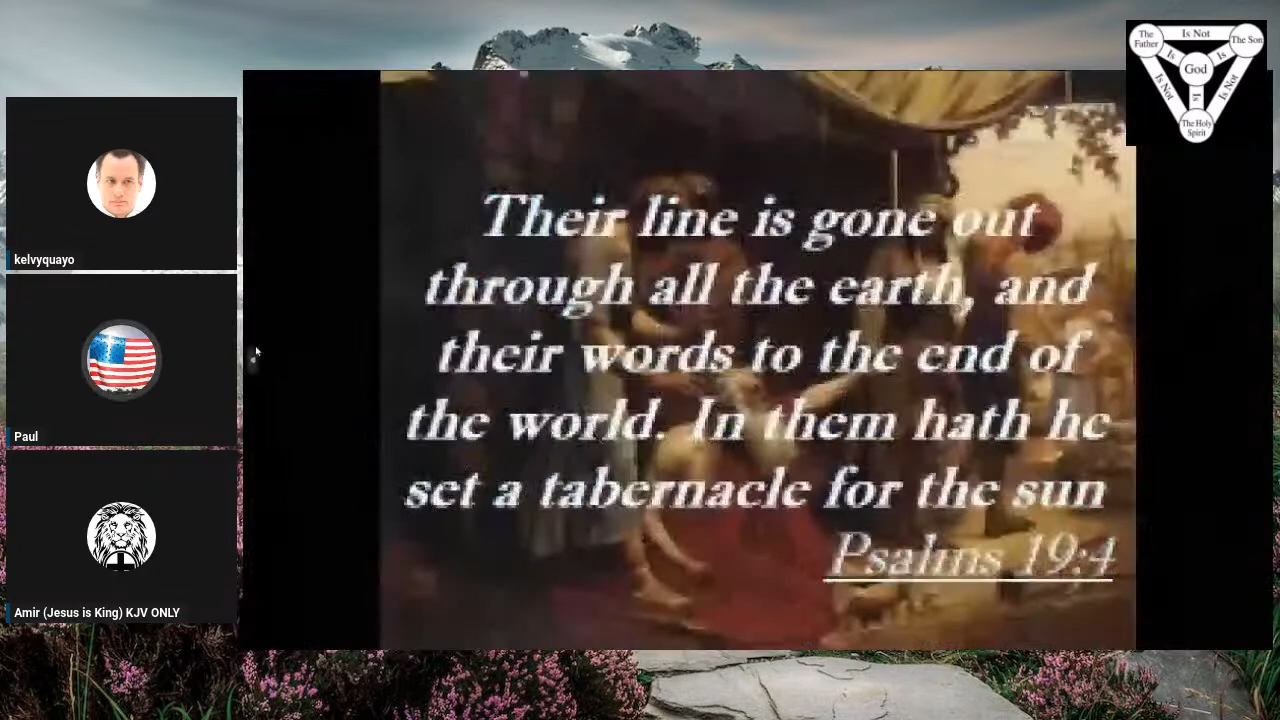 The Father
Is Not
The Son
Is
God
Is
Is Not
Is
Is Not
The Holy Spirit
kelvyquayo
Paul
Amir (Jesus is King) KJV ONLY
Their line is gone out
through all the earth, and
their words to the end of
the world. In them hath he
set a tabernacle for the sun
Psalms 19:4